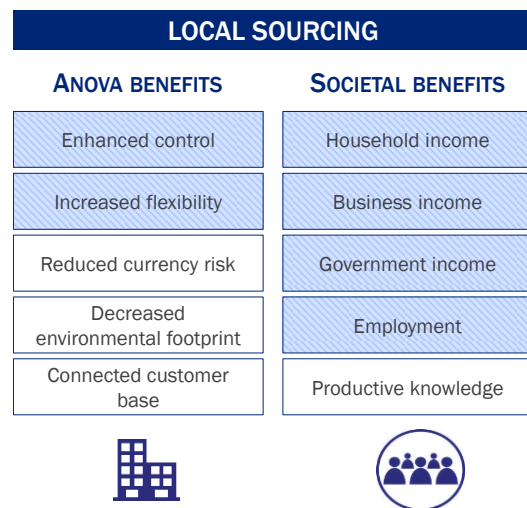 LOCAL SOURCING
ANOVA BENEFITS
Enhanced control
Increased flexibility
Reduced currency risk
Decreased
environmental footprint
Connected customer
base
SOCIETAL BENEFITS
Household income
Business income
Government income
Employment
Productive knowledge